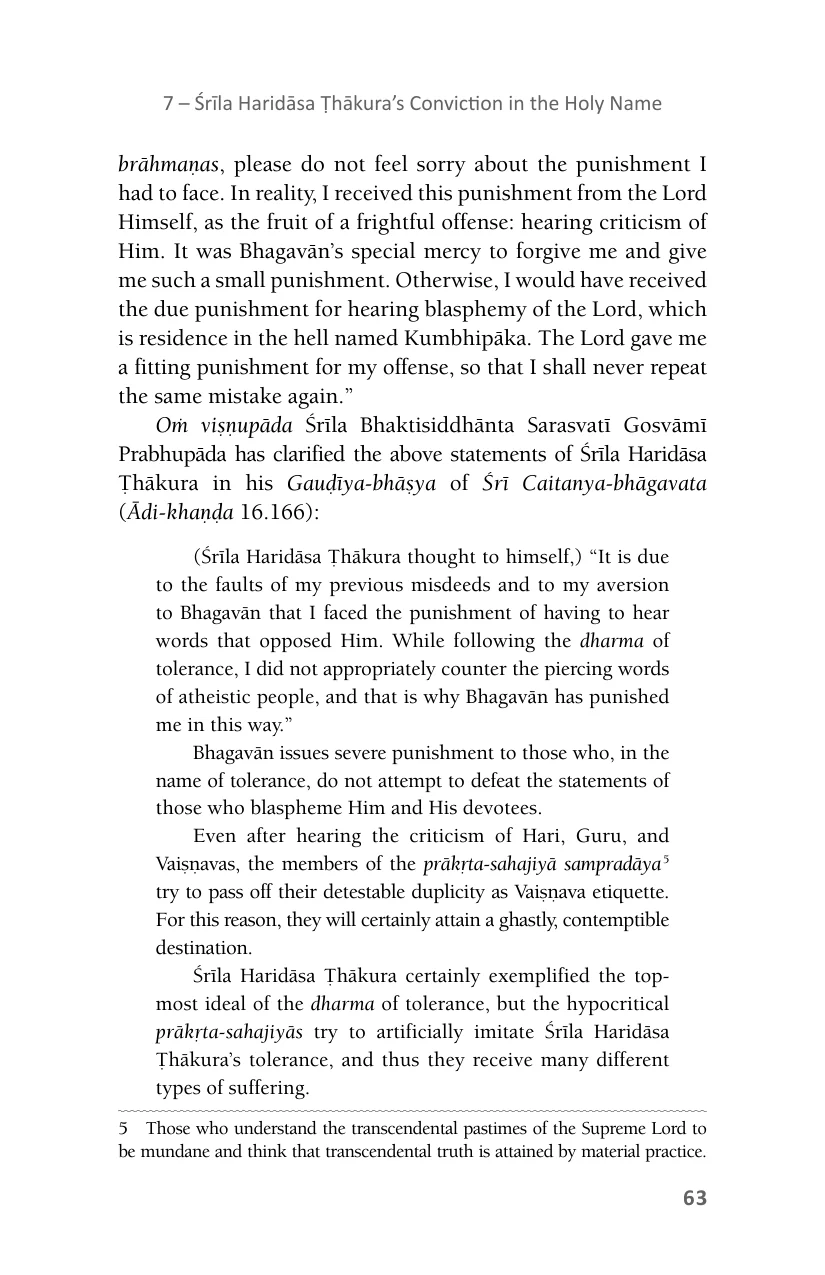 7 – Śrīla Haridāsa Ṭhākura’s Conviction in the Holy Name
brāhmaṇas, please do not feel sorry about the punishment I
had to face. In reality, I received this punishment from the Lord
Himself, as the fruit of a frightful offense: hearing criticism of
Him. It was Bhagavān’s special mercy to forgive me and give
me such a small punishment. Otherwise, I would have received
the due punishment for hearing blasphemy of the Lord, which
is residence in the hell named Kumbhipāka. The Lord gave me
a fitting punishment for my offense, so that I shall never repeat
the same mistake again.”
Oṁ viṣṇupāda Śrīla Bhaktisiddhānta Sarasvatī Gosvāmī
Prabhupāda has clarified the above statements of Śrīla Haridāsa
Ṭhākura in his Gauḍīya-bhāṣya of Śrī Caitanya-bhāgavata
(Ādi-khaṇḍa 16.166):
(Śrīla Haridāsa Ṭhākura thought to himself,) “It is due
to the faults of my previous misdeeds and to my aversion
to Bhagavān that I faced the punishment of having to hear
words that opposed Him. While following the dharma of
tolerance, I did not appropriately counter the piercing words
of atheistic people, and that is why Bhagavān has punished
me in this way.”
Bhagavān issues severe punishment to those who, in the
name of tolerance, do not attempt to defeat the statements of
those who blaspheme Him and His devotees.
Even after hearing the criticism of Hari, Guru, and
Vaiṣṇavas, the members of the prākṛta-sahajiyā sampradāya5
try to pass off their detestable duplicity as Vaiṣṇava etiquette.
For this reason, they will certainly attain a ghastly, contemptible
destination.
Śrīla Haridāsa Ṭhākura certainly exemplified the top-
most ideal of the dharma of tolerance, but the hypocritical
prākṛta-sahajiyās try to artificially imitate Śrīla Haridāsa
Ṭhākura’s tolerance, and thus they receive many different
types of suffering.
5 Those who understand the transcendental pastimes of the Supreme Lord to
be mundane and think that transcendental truth is attained by material practice.
63